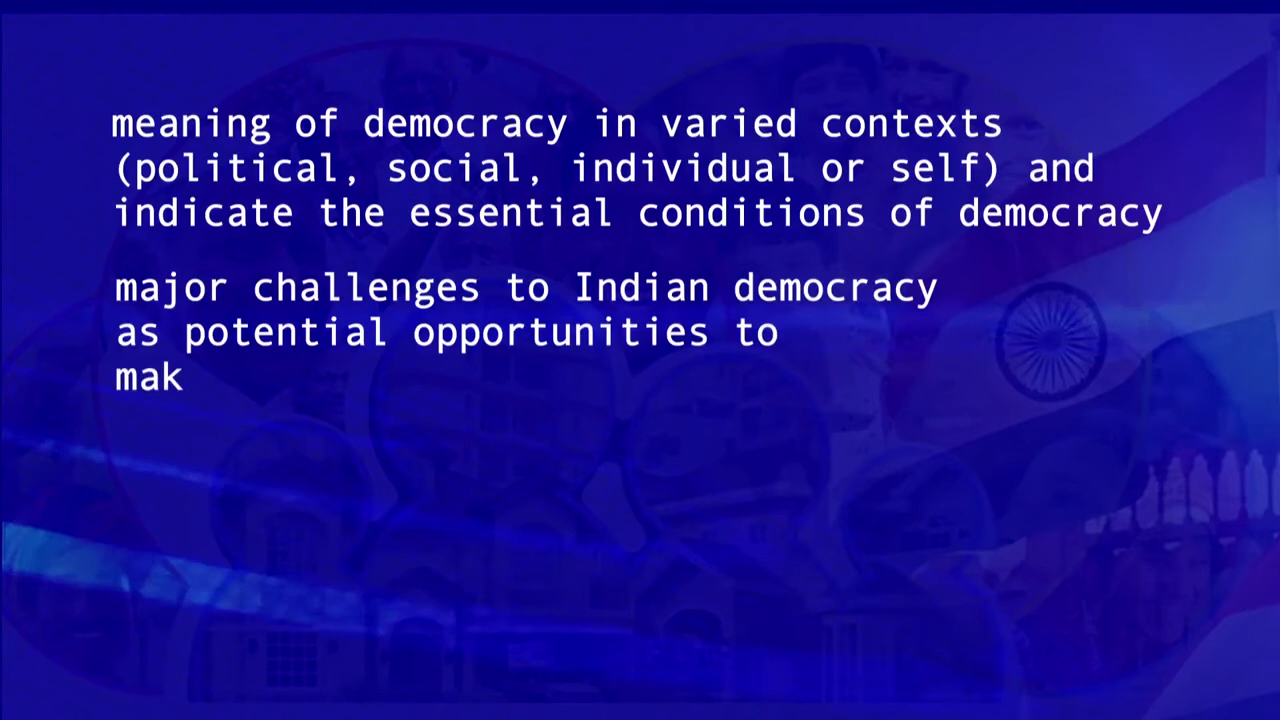 meaning of democracy in varied contexts
(political, social, individual or self) and
indicate the essential conditions of democracy
major challenges to Indian democracy
as potential opportunities to
mak